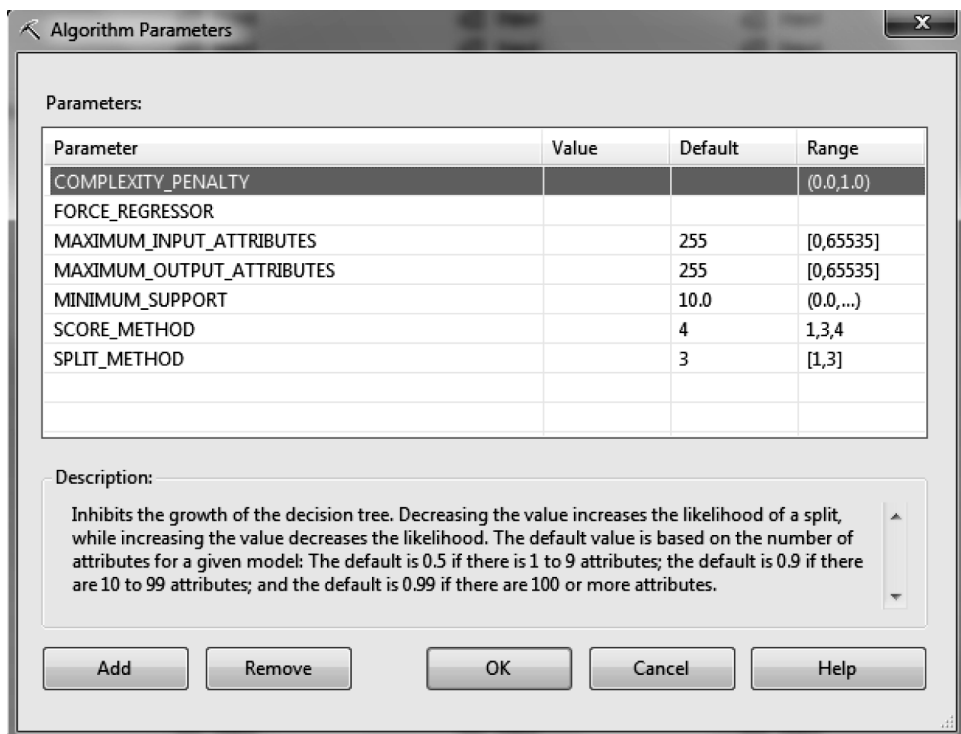 Algorithm Parameters
x
Parameters:
Parameter Value Default Range
COMPLEXITY_PENALTY (0.0,1.0)
FORCE_REGRESSOR
MAXIMUM_INPUT_ATTRIBUTES 255 [0,65535]
MAXIMUM_OUTPUT_ATTRIBUTES 255 [0,65535]
MINIMUM_SUPPORT 10.0 (0.0,...)
SCORE_METHOD 4 1,3,4
SPLIT_METHOD 3 [1,3]
Description:
Inhibits the growth of the decision tree. Decreasing the value increases the likelihood of a split,
while increasing the value decreases the likelihood. The default value is based on the number of
attributes for a given model: The default is 0.5 if there is 1 to 9 attributes; the default is 0.9 if there
are 10 to 99 attributes; and the default is 0.99 if there are 100 or more attributes.
Add Remove OK Cancel Help